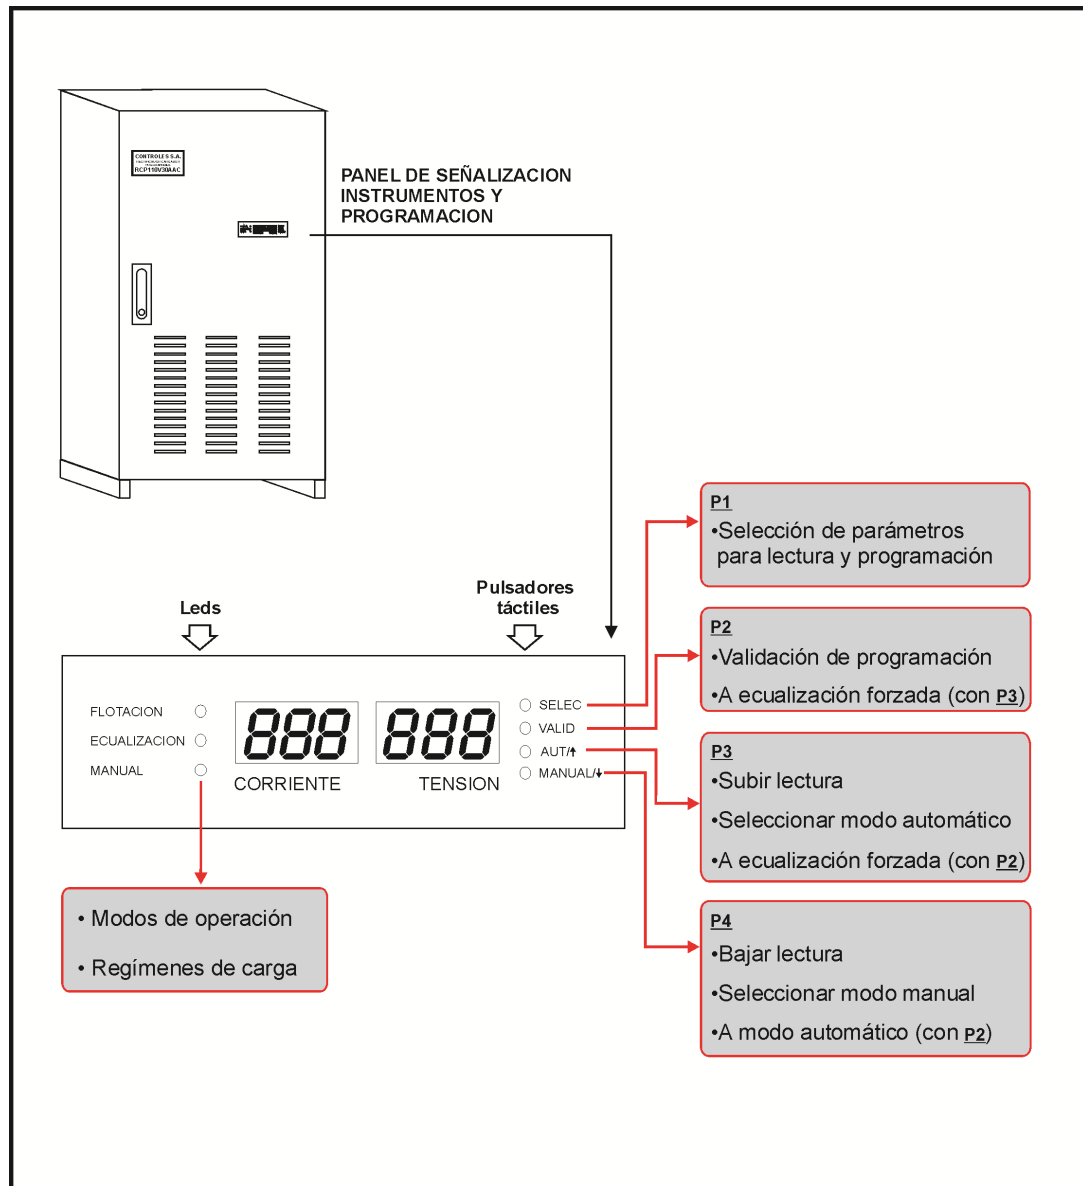 CONTROLES S.A.
RCP110V30AAC
PANEL DE SEÑALIZACION
INSTRUMENTOS Y
PROGRAMACION
Leds
Pulsadores
táctiles
FLOTACION
ECUALIZACION
MANUAL
888
888
CORRIENTE
TENSION
SELEC
VALID
AUT/↑
MANUAL/↓
• Modos de operación
• Regímenes de carga
P1
•Selección de parámetros
para lectura y programación
P2
•Validación de programación
•A ecualización forzada (con P3)
P3
•Subir lectura
•Seleccionar modo automático
•A ecualización forzada (con P2)
P4
•Bajar lectura
•Seleccionar modo manual
•A modo automático (con P2)